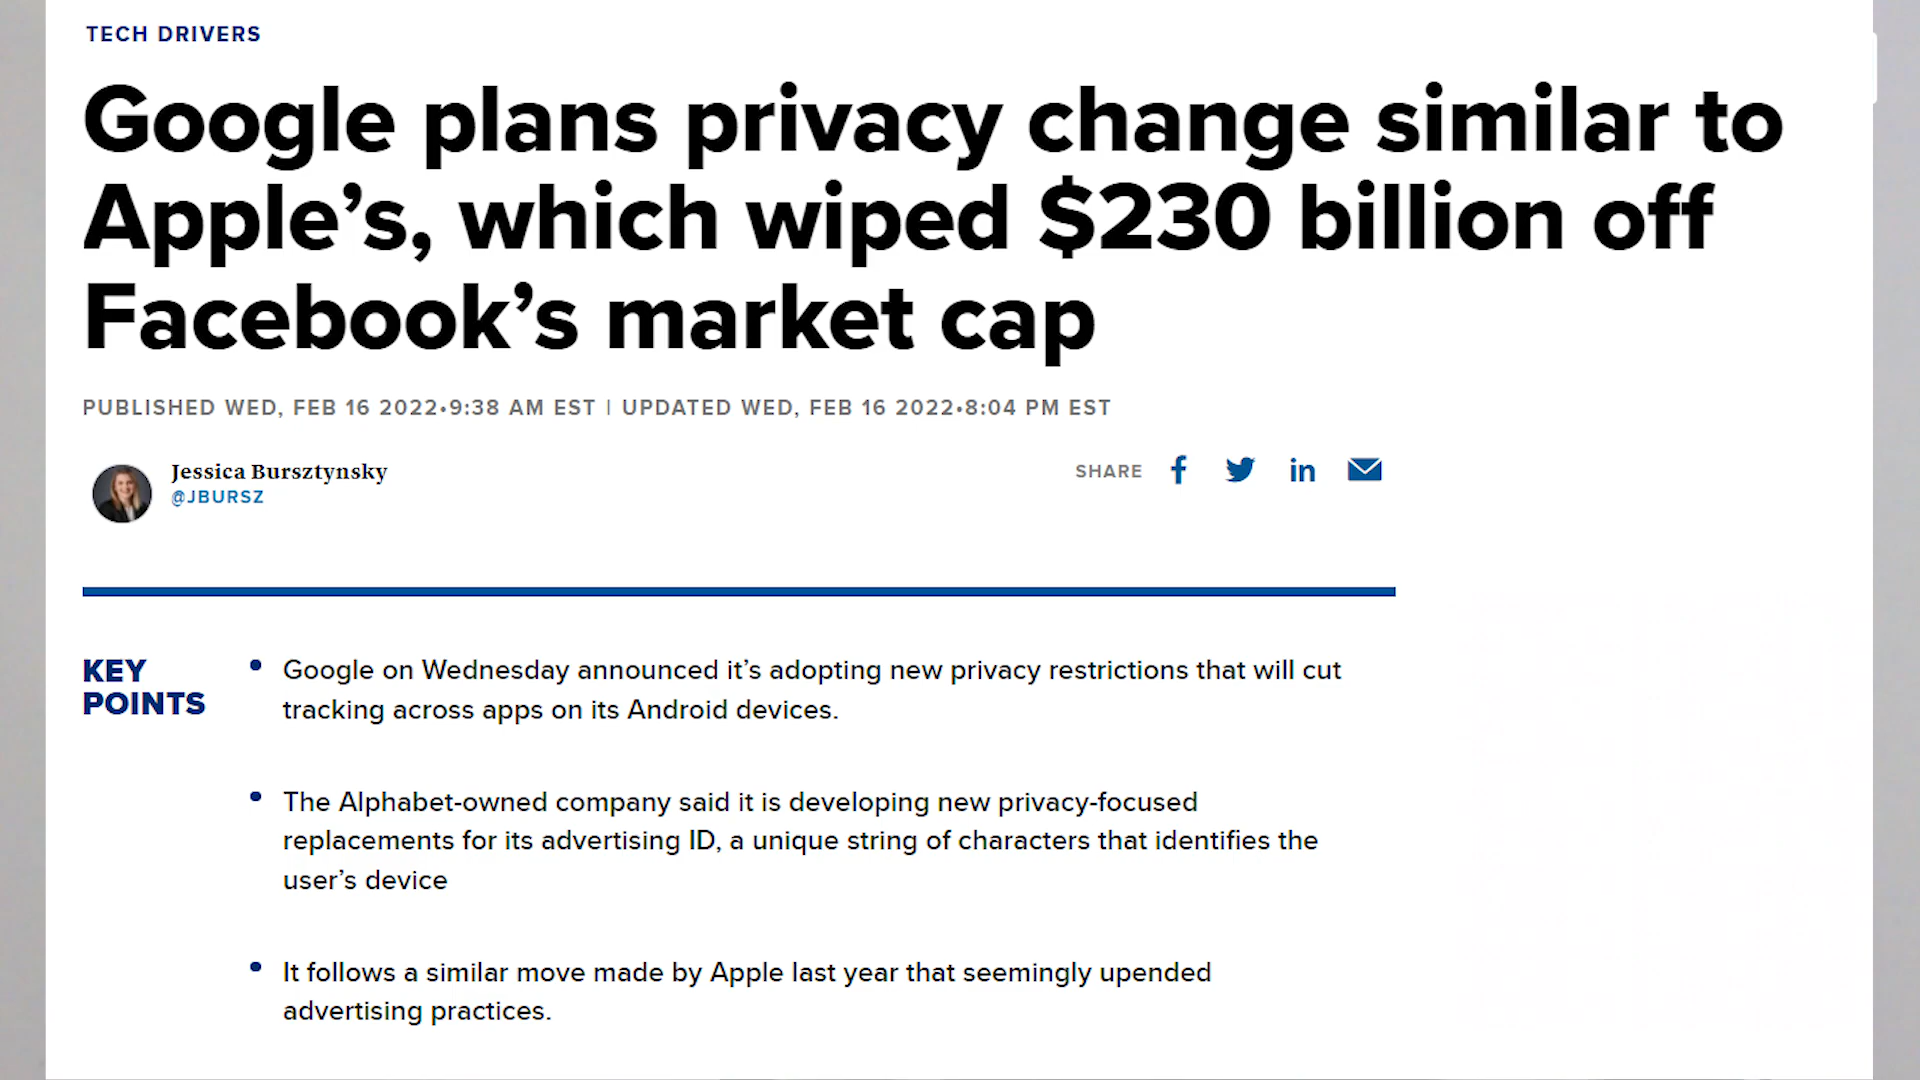 TECH DRIVERS
Google plans privacy change similar to
Apple’s, which wiped $230 billion off
Facebook’s market cap
PUBLISHED WED, FEB 16 2022•9:38 AM EST | UPDATED WED, FEB 16 2022•8:04 PM EST
Jessica Bursztynsky
@JBURSZ
SHARE
KEY
POINTS
Google on Wednesday announced it’s adopting new privacy restrictions that will cut
tracking across apps on its Android devices.
The Alphabet-owned company said it is developing new privacy-focused
replacements for its advertising ID, a unique string of characters that identifies the
user’s device
It follows a similar move made by Apple last year that seemingly upended
advertising practices.